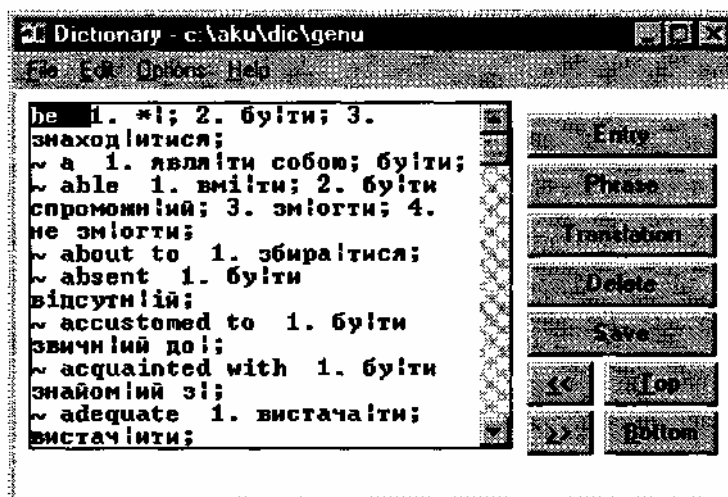 Dictionary - c:\aku\dic\genu
File Edit Options Help
be 1. *¦; 2. бу¦ти; 3.
знаход¦итися;
~ a 1. явля¦ти собою; бу¦ти;
~ able 1. вмі¦ти; 2. бу¦ти
спроможн¦ий; 3. зм¦огти; 4.
не зм¦огти;
~ about to 1. збира¦тися;
~ absent 1. бу¦ти
відсутн¦ій;
~ accustomed to 1. бу¦ти
звичн¦ий до¦;
~ acquainted with 1. бу¦ти
знайом¦ий з¦;
~ adequate 1. вистача¦ти;
вистач¦ити;
Entry
Phrase
Translation
Delete
Save
<< Top
>> Bottom